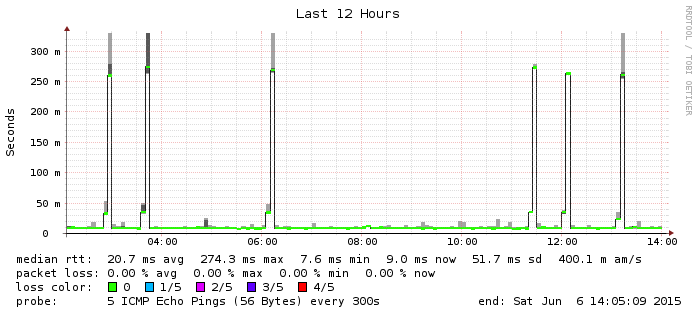 Last 12 Hours
RRDTOOL / TOBI OETIKER
Seconds
300 m
250 m
200 m
150 m
100 m
50 m
0
04:00 06:00 08:00 10:00 12:00 14:00
median rtt: 20.7 ms avg 274.3 ms max 7.6 ms min 9.0 ms now 51.7 ms sd 400.1 m am/s
packet loss: 0.00 % avg 0.00 % max 0.00 % min 0.00 % now
loss color: 0 1/5 2/5 3/5 4/5
probe: 5 ICMP Echo Pings (56 Bytes) every 300s end: Sat Jun 6 14:05:09 2015